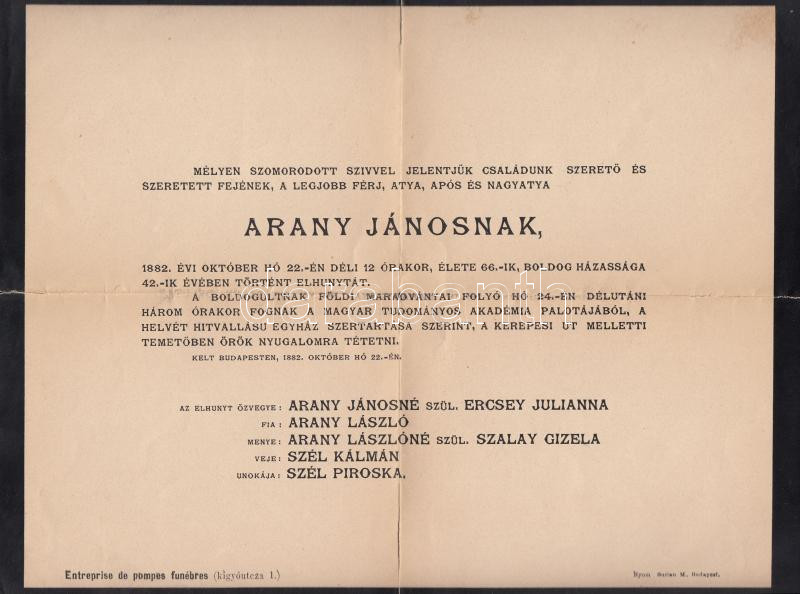 MÉLYEN SZOMORODOTT SZIVVEL JELENTJÜK CSALÁDUNK SZERETŐ ÉS
SZERETETT FEJÉNEK, A LEGJOBB FÉRJ, ATYA, APÓS ÉS NAGYATYA
ARANY JÁNOSNAK,
1882. ÉVI OKTÓBER HÓ 22.-ÉN DÉLI 12 ÓRAKOR, ÉLETE 66.-IK, BOLDOG HÁZASSÁGA
42.-IK ÉVÉBEN TÖRTÉNT ELHUNYTÁT.
A BOLDOGULTNAK FÖLDI MARADVÁNYAI FOLYÓ HÓ 24.-ÉN DÉLUTÁNI
HÁROM ÓRAKOR FOGNAK A MAGYAR TUDOMÁNYOS AKADÉMIA PALOTÁJÁBÓL, A
HELVÉT HITVALLÁSU EGYHÁZ SZERTARTÁSA SZERINT, A KEREPESI ÚT MELLETTI
TEMETŐBEN ÖRÖK NYUGALOMRA TÉTETNI.
KELT BUDAPESTEN, 1882. OKTÓBER HÓ 22.-ÉN.
darabanth
AZ ELHUNYT ÖZVEGYE: ARANY JÁNOSNÉ SZÜL. ERCSEY JULIANNA
FIA: ARANY LÁSZLÓ
MENYE: ARANY LÁSZLÓNÉ SZÜL. SZALAY GIZELA
VEJE: SZÉL KÁLMÁN
UNOKÁJA: SZÉL PIROSKA.
Entreprise de pompes funèbres (kigyóutcza 1.)
Nyom. Burian M., Budapest.